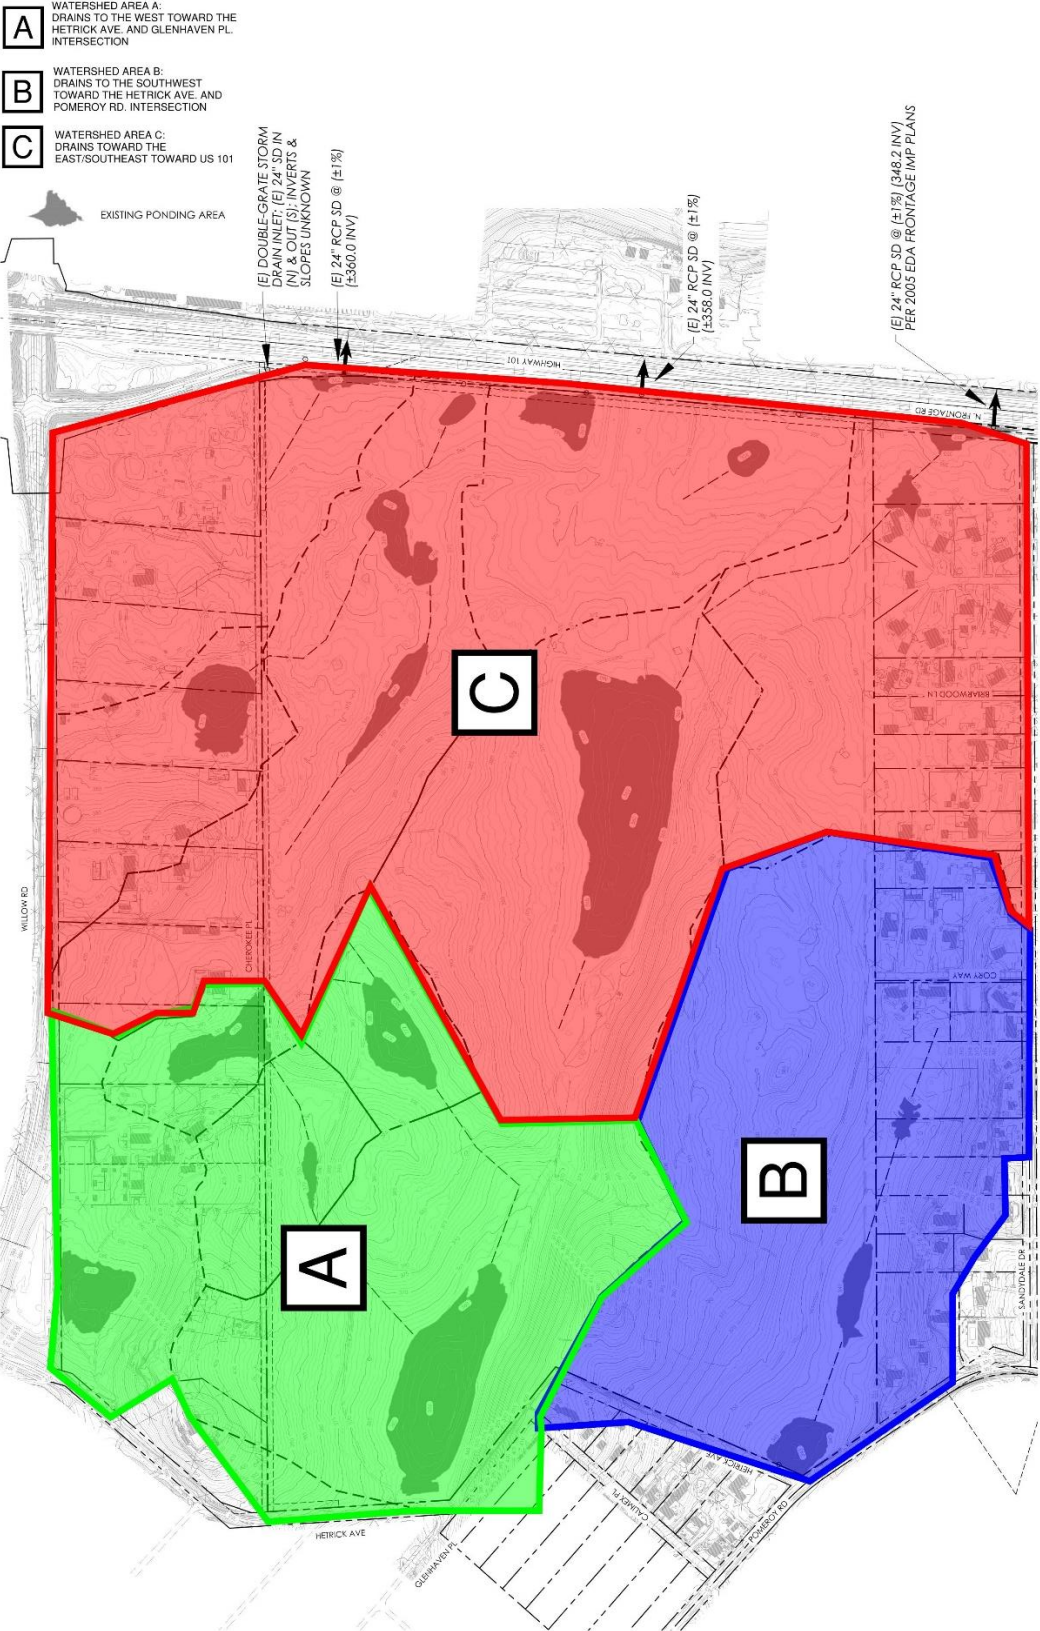 A
WATERSHED AREA A:
DRAINS TO THE WEST TOWARD THE
HETRICK AVE. AND GLENHAVEN PL.
INTERSECTION
B
WATERSHED AREA B:
DRAINS TO THE SOUTHWEST
TOWARD THE HETRICK AVE. AND
POMEROY RD. INTERSECTION
C
WATERSHED AREA C:
DRAINS TOWARD THE
EAST/SOUTHEAST TOWARD US 101
EXISTING PONDING AREA
(E) DOUBLE-GRATE STORM
DRAIN INLET; (E) 24" SD IN
(N) & OUT (S); INVERTS &
SLOPES UNKNOWN
(E) 24" RCP SD @ (±1%)
(±360.0 INV)
(E) 24" RCP SD @ (±1%)
(±358.0 INV)
(E) 24" RCP SD @ (±1%) (348.2 INV)
PER 2005 EDA FRONTAGE IMP PLANS
HIGHWAY 101
N. FRONTAGE RD
C
BRIARWOOD LN
WILLOW RD
CHEROKEE PL
CORY WAY
B
A
SANDYDALE DR
HETRICK AVE
CALIMEX PL
POMEROY RD
HETRICK AVE
GLENHAVEN PL